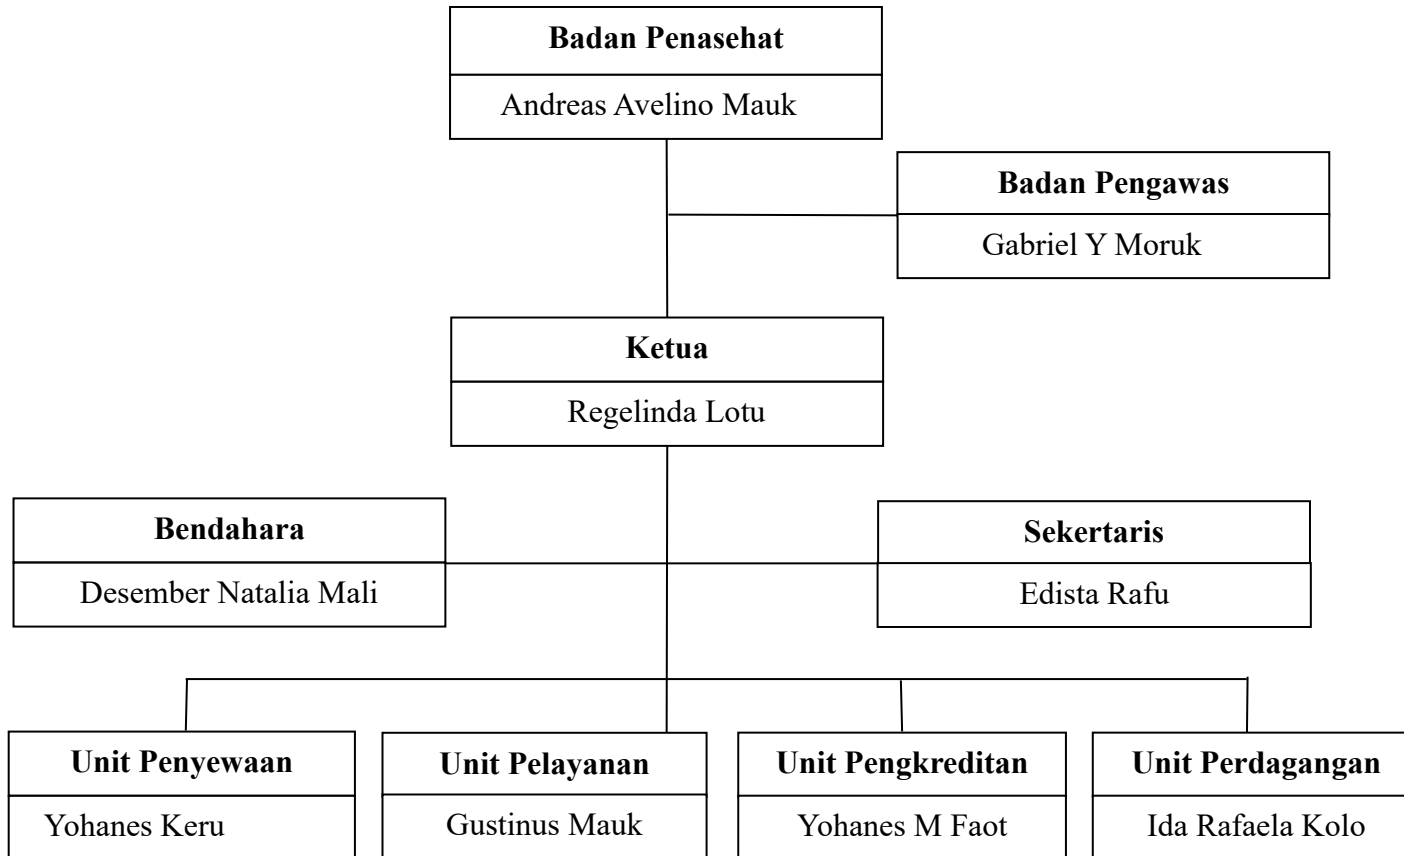 Badan Penasehat
Andreas Avelino Mauk
Badan Pengawas
Gabriel Y Moruk
Ketua
Regelinda Lotu
Bendahara
Desember Natalia Mali
Sekertaris
Edista Rafu
Unit Penyewaan
Yohanes Keru
Unit Pelayanan
Gustinus Mauk
Unit Pengkreditan
Yohanes M Faot
Unit Perdagangan
Ida Rafaela Kolo